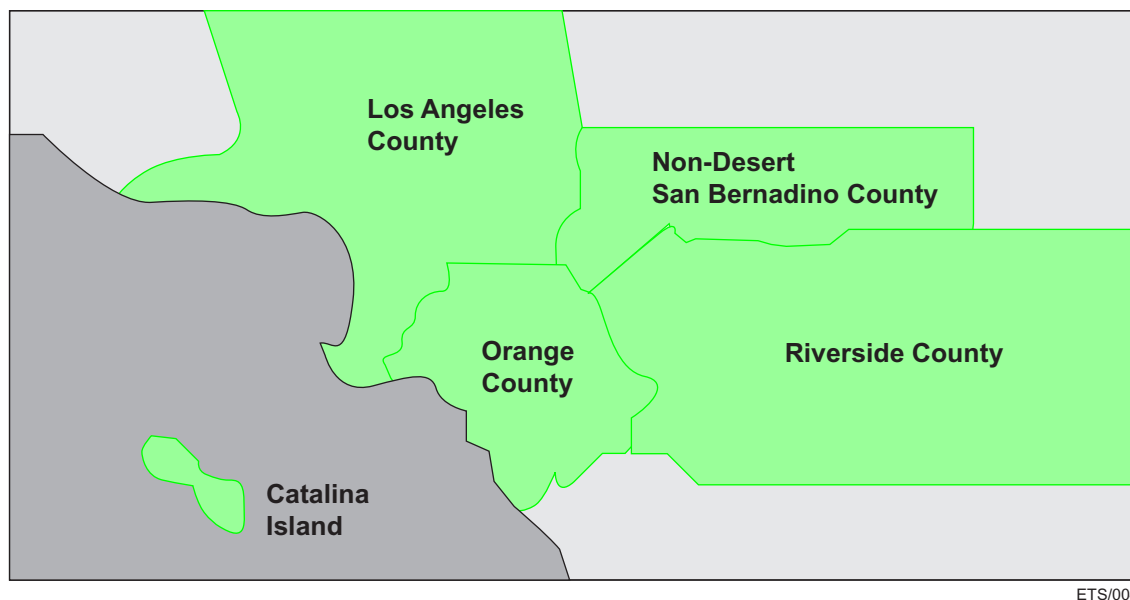 Los Angeles
County
Non-Desert
San Bernadino County
Orange
County
Riverside County
Catalina
Island
ETS/00